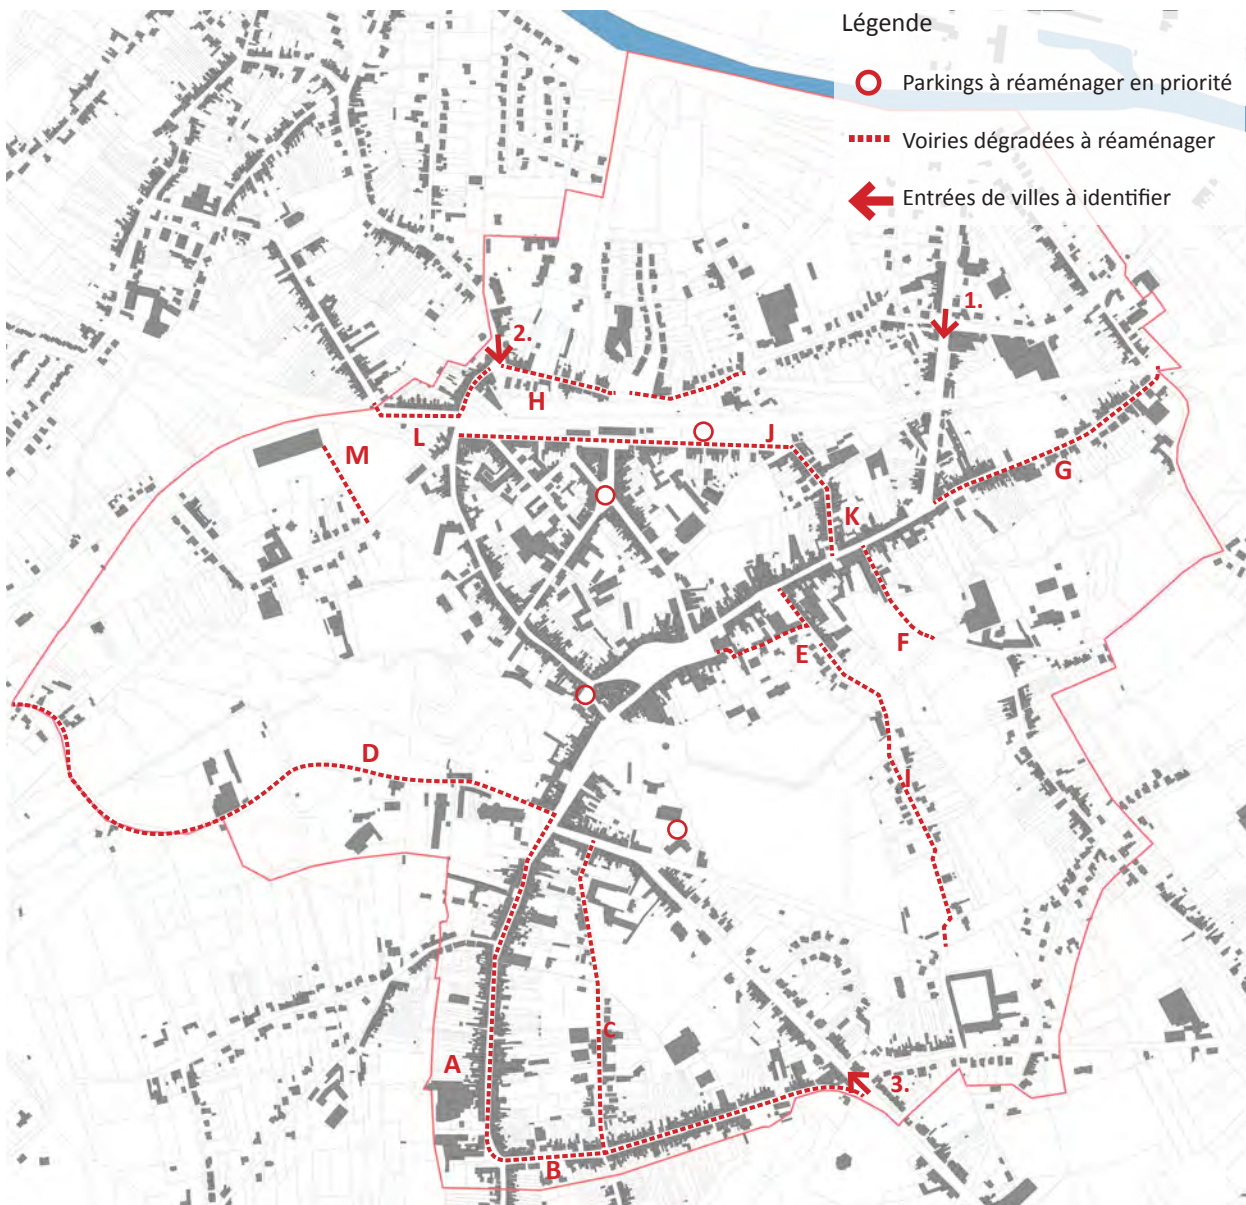 Légende
Parkings à réaménager en priorité
Voiries dégradées à réaménager
Entrées de villes à identifier
1.
2.
H
L
J
M
G
K
F
E
D
I
C
A
3.
B